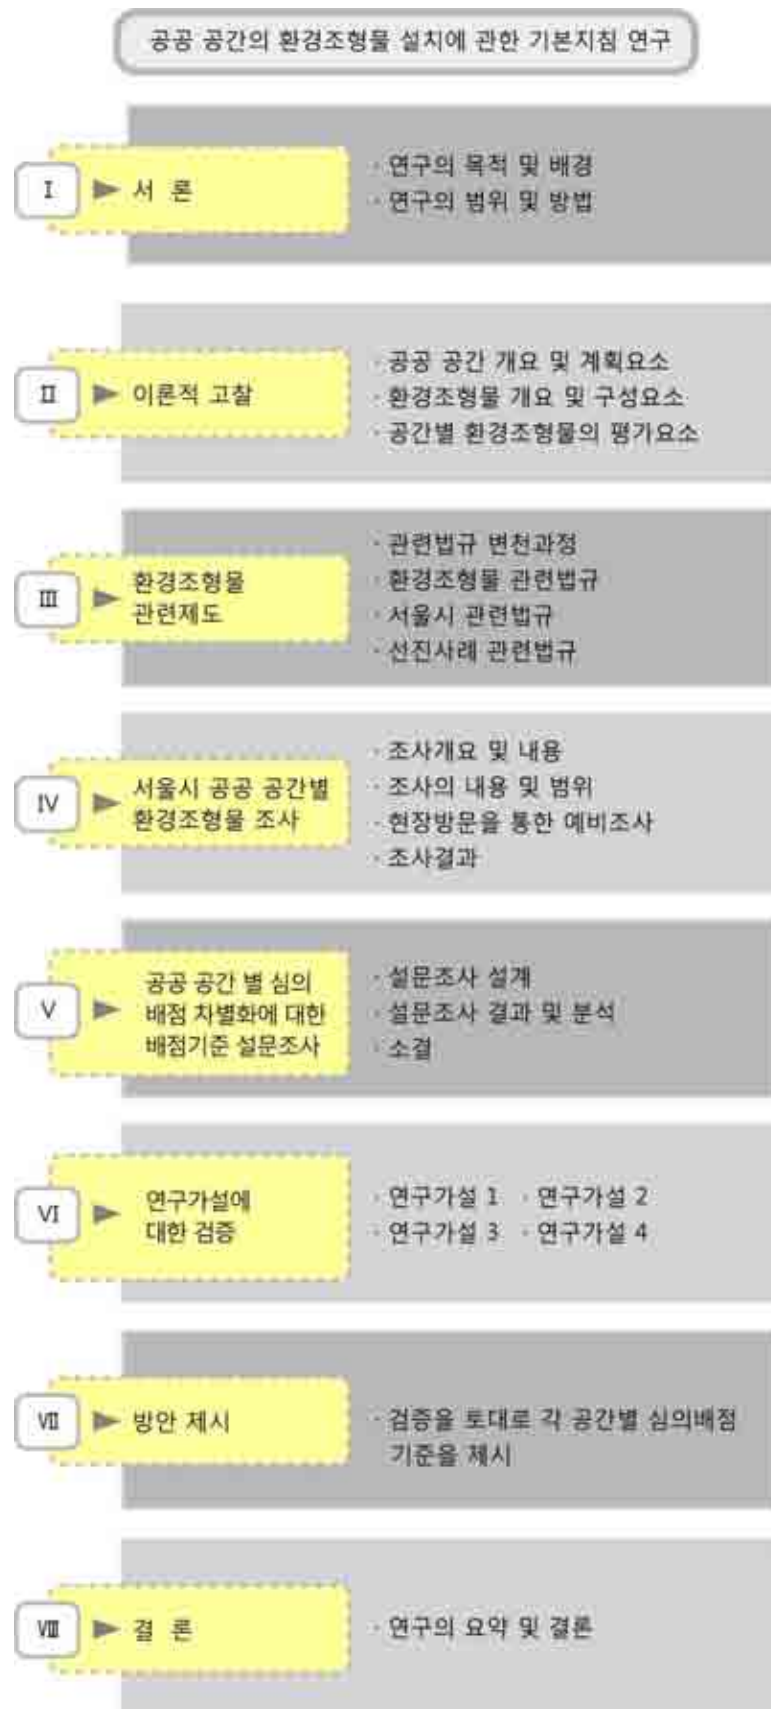 공공 공간의 환경조형물 설치에 관한 기본지침 연구
I
서 론
· 연구의 목적 및 배경
· 연구의 범위 및 방법
II
이론적 고찰
· 공공 공간 개요 및 계획요소
· 환경조형물 개요 및 구성요소
· 공간별 환경조형물의 평가요소
III
환경조형물
관련제도
· 관련법규 변천과정
· 환경조형물 관련법규
· 서울시 관련법규
· 선진사례 관련법규
IV
서울시 공공 공간별
환경조형물 조사
· 조사개요 및 내용
· 조사의 내용 및 범위
· 현장방문을 통한 예비조사
· 조사결과
V
공공 공간 별 심의
배점 차별화에 대한
배점기준 설문조사
· 설문조사 설계
· 설문조사 결과 및 분석
· 소결
VI
연구가설에
대한 검증
· 연구가설 1 · 연구가설 2
· 연구가설 3 · 연구가설 4
VII
방안 제시
· 검증을 토대로 각 공간별 심의배점
기준을 제시
VIII
결 론
· 연구의 요약 및 결론